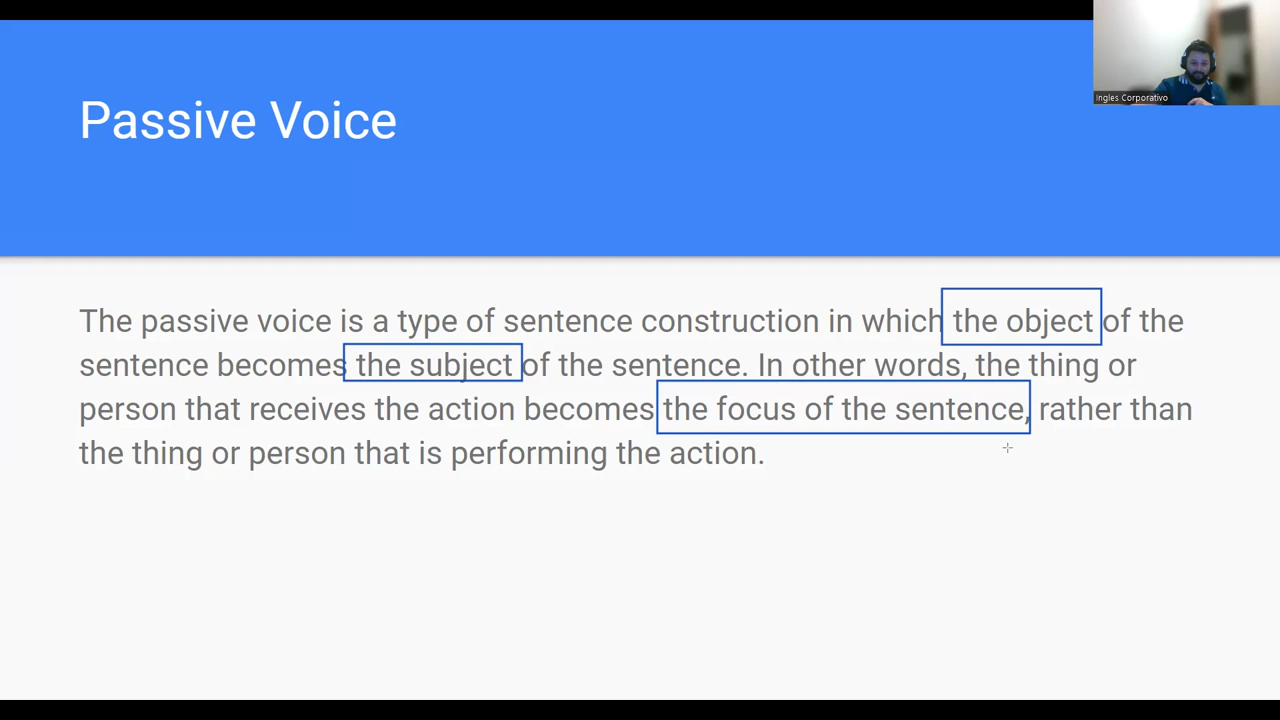 Passive Voice
Ingles Corporativo
The passive voice is a type of sentence construction in which the object of the
sentence becomes the subject of the sentence. In other words, the thing or
person that receives the action becomes the focus of the sentence, rather than
the thing or person that is performing the action.